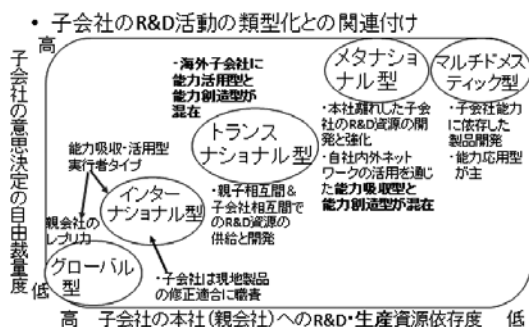 ・ 子会社のR&D活動の類型化との関連付け
高
子会社の意思決定の自由裁量度
低
・海外子会社に
能力活用型と
能力創造型が
混在
メタナショ
ナル型
マルチドメス
ティック型
・本社離れした子会
社のR&D資源の開
発と強化
・自社内外ネット
ワークの活用を通じ
た能力吸収型と
能力創造型が混在
・子会社能力
に依存した
製品開発
・能力応用型
が主
トランス
ナショナル型
・親子相互間&
子会社相互間で
のR&D資源の
供給と開発
能力吸収・活用型
実行者タイプ
インター
ナショナル型
親会社の
レプリカ
グローバル
型
・子会社は現地製品
の修正適合に職責
高 子会社の本社(親会社)へのR&D・生産資源依存度 低